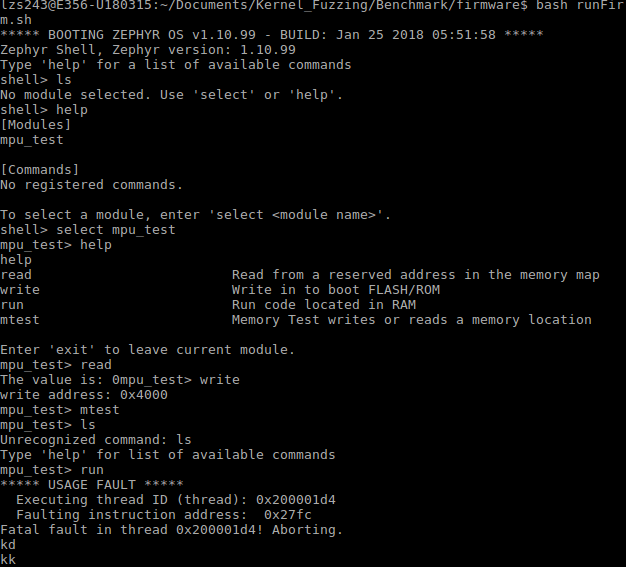 lzs243@E356-U180315:~/Documents/Kernel_Fuzzing/Benchmark/firmware$ bash runFir
m.sh
***** BOOTING ZEPHYR OS v1.10.99 - BUILD: Jan 25 2018 05:51:58 *****
Zephyr Shell, Zephyr version: 1.10.99
Type 'help' for a list of available commands
shell> ls
No module selected. Use 'select' or 'help'.
shell> help
[Modules]
mpu_test

[Commands]
No registered commands.

To select a module, enter 'select <module name>'.
shell> select mpu_test
mpu_test> help
help
read                         Read from a reserved address in the memory map
write                        Write in to boot FLASH/ROM
run                          Run code located in RAM
mtest                        Memory Test writes or reads a memory location

Enter 'exit' to leave current module.
mpu_test> read
The value is: 0mpu_test> write
write address: 0x4000
mpu_test> mtest
mpu_test> ls
Unrecognized command: ls
Type 'help' for list of available commands
mpu_test> run
***** USAGE FAULT *****
  Executing thread ID (thread): 0x200001d4
  Faulting instruction address:  0x27fc
Fatal fault in thread 0x200001d4! Aborting.
kd
kk